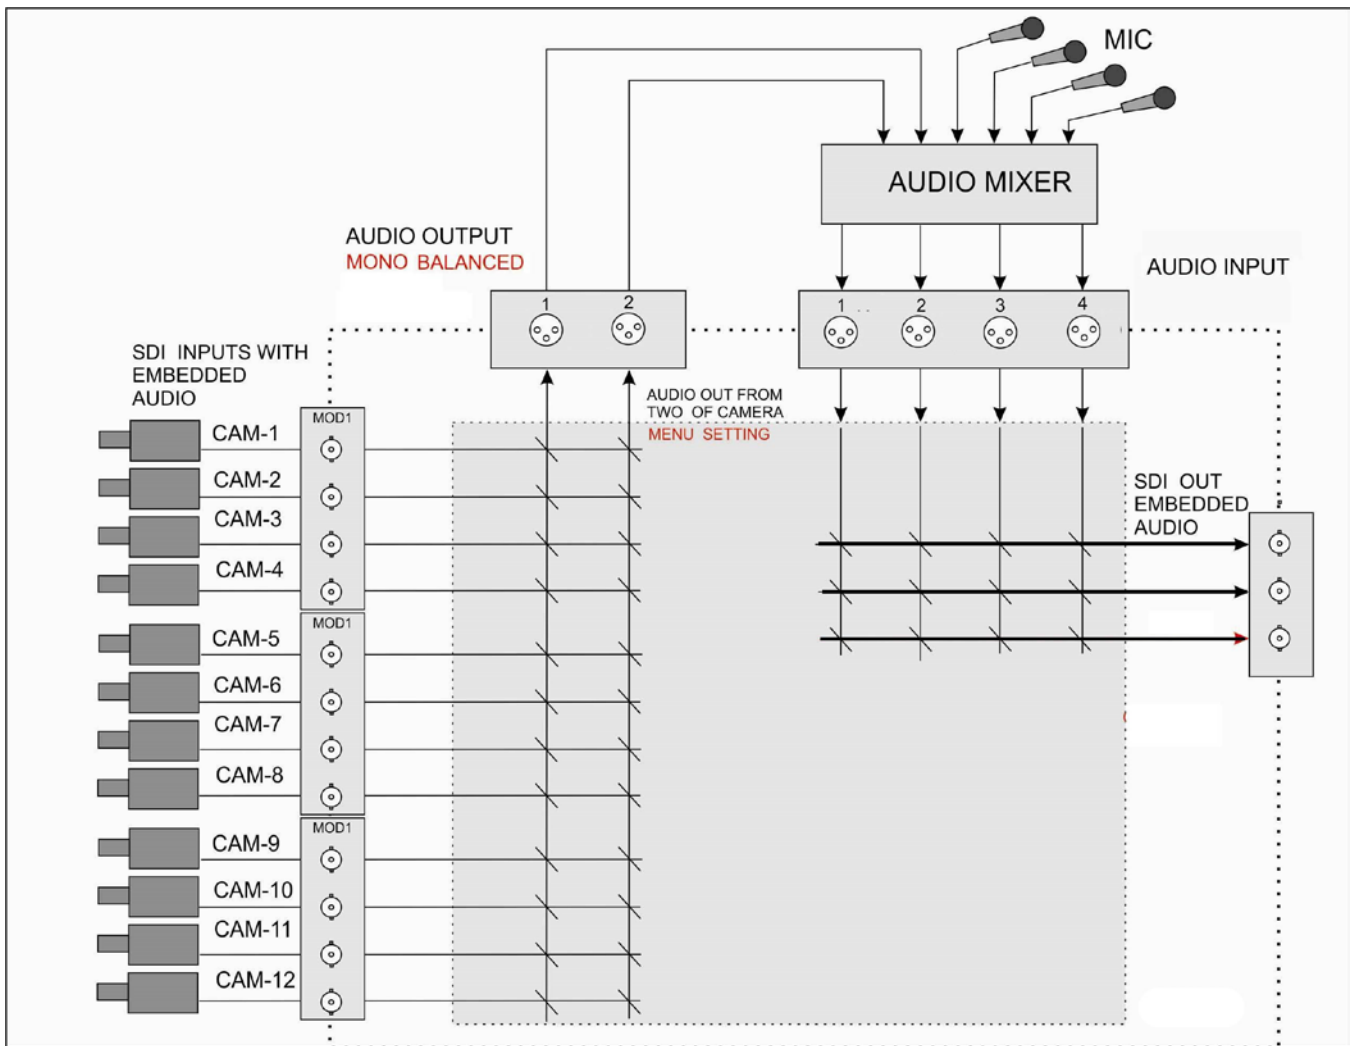 MIC
AUDIO MIXER
AUDIO OUTPUT
MONO BALANCED
AUDIO INPUT
1
2
1
2
3
4
SDI INPUTS WITH
EMBEDDED
AUDIO
AUDIO OUT FROM
TWO OF CAMERA
MENU SETTING
MOD1
CAM-1
CAM-2
CAM-3
CAM-4
SDI OUT
EMBEDDED
AUDIO
MOD1
CAM-5
CAM-6
CAM-7
CAM-8
MOD1
CAM-9
CAM-10
CAM-11
CAM-12